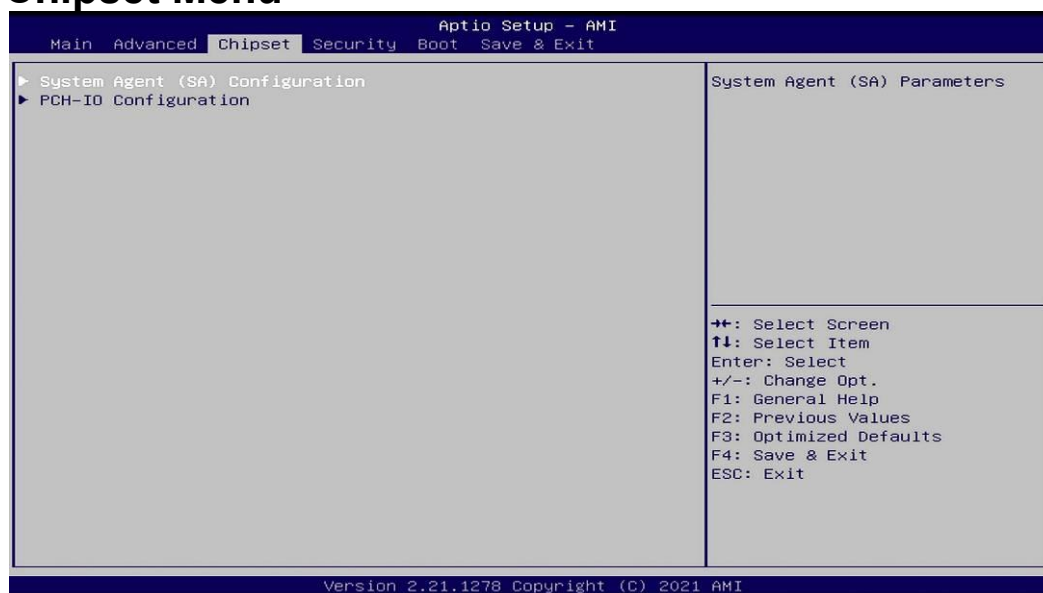 Chipset Menu
Aptio Setup – AMI
Main Advanced Chipset Security Boot Save & Exit
▶ System Agent (SA) Configuration
▶ PCH-IO Configuration
System Agent (SA) Parameters
→←: Select Screen
↑↓: Select Item
Enter: Select
+/-: Change Opt.
F1: General Help
F2: Previous Values
F3: Optimized Defaults
F4: Save & Exit
ESC: Exit
Version 2.21.1278 Copyright (C) 2021 AMI